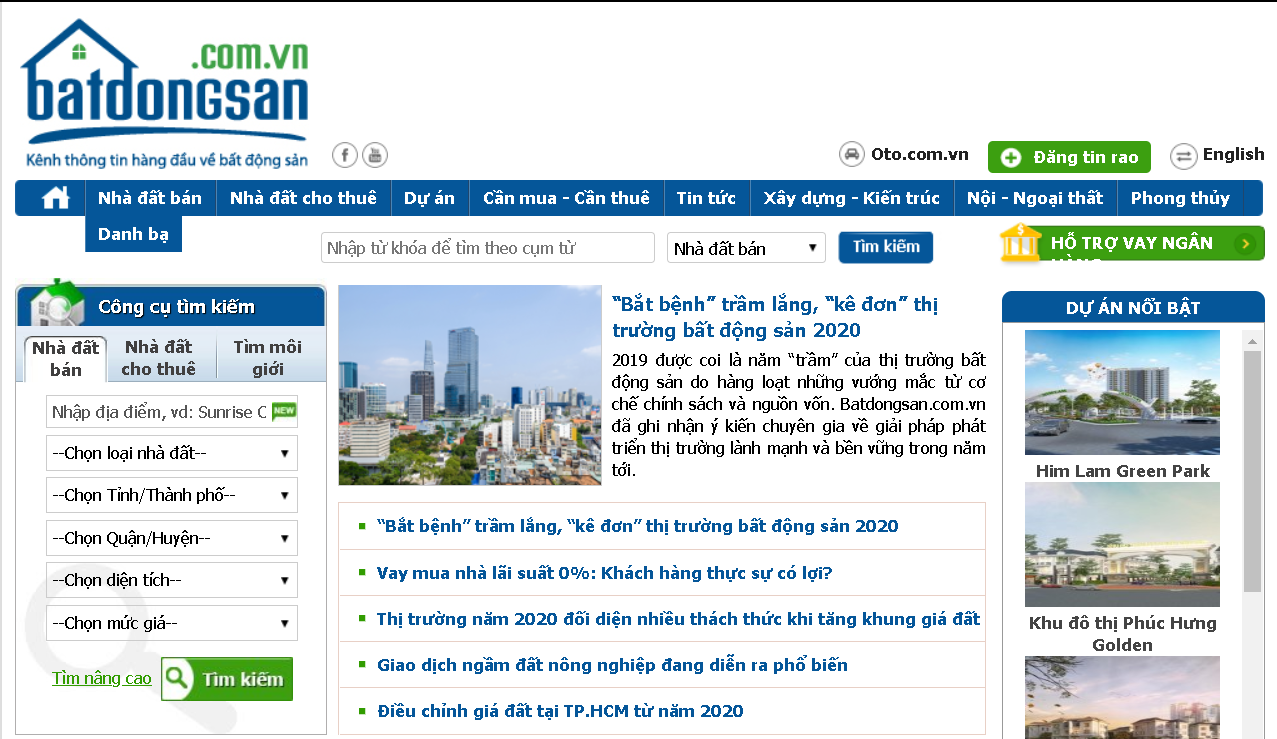 .com.vn
batdongsan
Kênh thông tin hàng đầu về bất động sản
Oto.com.vn
Đăng tin rao
English
Nhà đất bán
Nhà đất cho thuê
Dự án
Cần mua - Cần thuê
Tin tức
Xây dựng - Kiến trúc
Nội - Ngoại thất
Phong thủy
Danh bạ
Nhập từ khóa để tìm theo cụm từ
Nhà đất bán
Tìm kiếm
HỖ TRỢ VAY NGÂN
HÀNG
Công cụ tìm kiếm
Nhà đất
bán
Nhà đất
cho thuê
Tìm môi
giới
Nhập địa điểm, vd: Sunrise C
NEW
--Chọn loại nhà đất--
--Chọn Tỉnh/Thành phố--
--Chọn Quận/Huyện--
--Chọn diện tích--
--Chọn mức giá--
Tìm nâng cao
Tìm kiếm
“Bắt bệnh” trầm lắng, “kê đơn” thị
trường bất động sản 2020
2019 được coi là năm “trầm” của thị trường bất
động sản do hàng loạt những vướng mắc từ cơ
chế chính sách và nguồn vốn. Batdongsan.com.vn
đã ghi nhận ý kiến chuyên gia về giải pháp phát
triển thị trường lành mạnh và bền vững trong năm
tới.
“Bắt bệnh” trầm lắng, “kê đơn” thị trường bất động sản 2020
Vay mua nhà lãi suất 0%: Khách hàng thực sự có lợi?
Thị trường năm 2020 đối diện nhiều thách thức khi tăng khung giá đất
Giao dịch ngầm đất nông nghiệp đang diễn ra phổ biến
Điều chỉnh giá đất tại TP.HCM từ năm 2020
DỰ ÁN NỔI BẬT
Him Lam Green Park
Khu đô thị Phúc Hưng
Golden